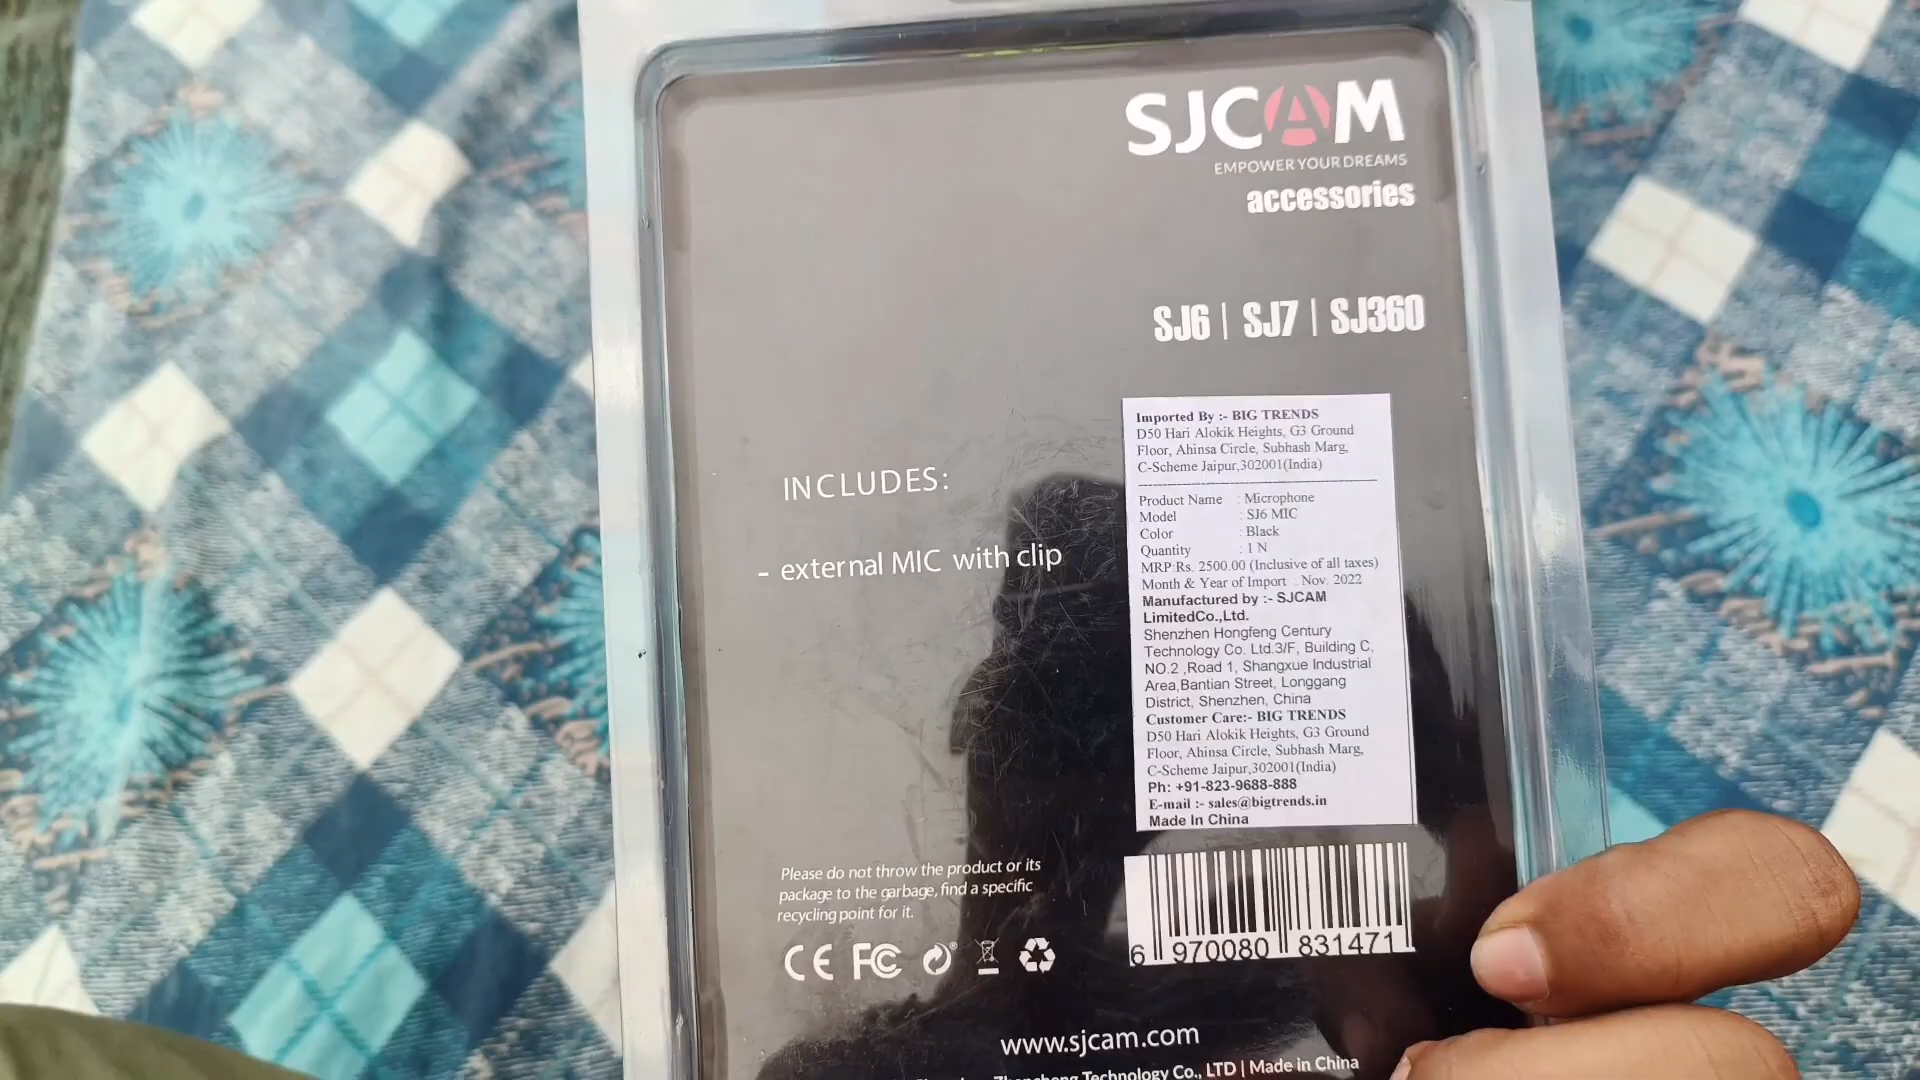 SJCAM
EMPOWER YOUR DREAMS
accessories
SJ6 | SJ7 | SJ360
INCLUDES:
- external MIC with clip
Imported By :- BIG TRENDS
D50 Hari Alokik Heights, G3 Ground
Floor, Ahinsa Circle, Subhash Marg,
C-Scheme Jaipur,302001(India)
Product Name : Microphone
Model : SJ6 MIC
Color : Black
Quantity : 1 N
MRP:Rs. 2500.00 (Inclusive of all taxes)
Month & Year of Import : Nov. 2022
Manufactured by :- SJCAM
LimitedCo.,Ltd.
Shenzhen Hongfeng Century
Technology Co. Ltd.3/F, Building C,
NO.2 ,Road 1, Shangxue Industrial
Area,Bantian Street, Longgang
District, Shenzhen, China
Customer Care:- BIG TRENDS
D50 Hari Alokik Heights, G3 Ground
Floor, Ahinsa Circle, Subhash Marg,
C-Scheme Jaipur,302001(India)
Ph: +91-823-9688-888
E-mail :- sales@bigtrends.in
Made In China
Please do not throw the product or its
package to the garbage, find a specific
recycling point for it.
CE FC
6 970080 831471
www.sjcam.com
Technology Co., LTD | Made in China